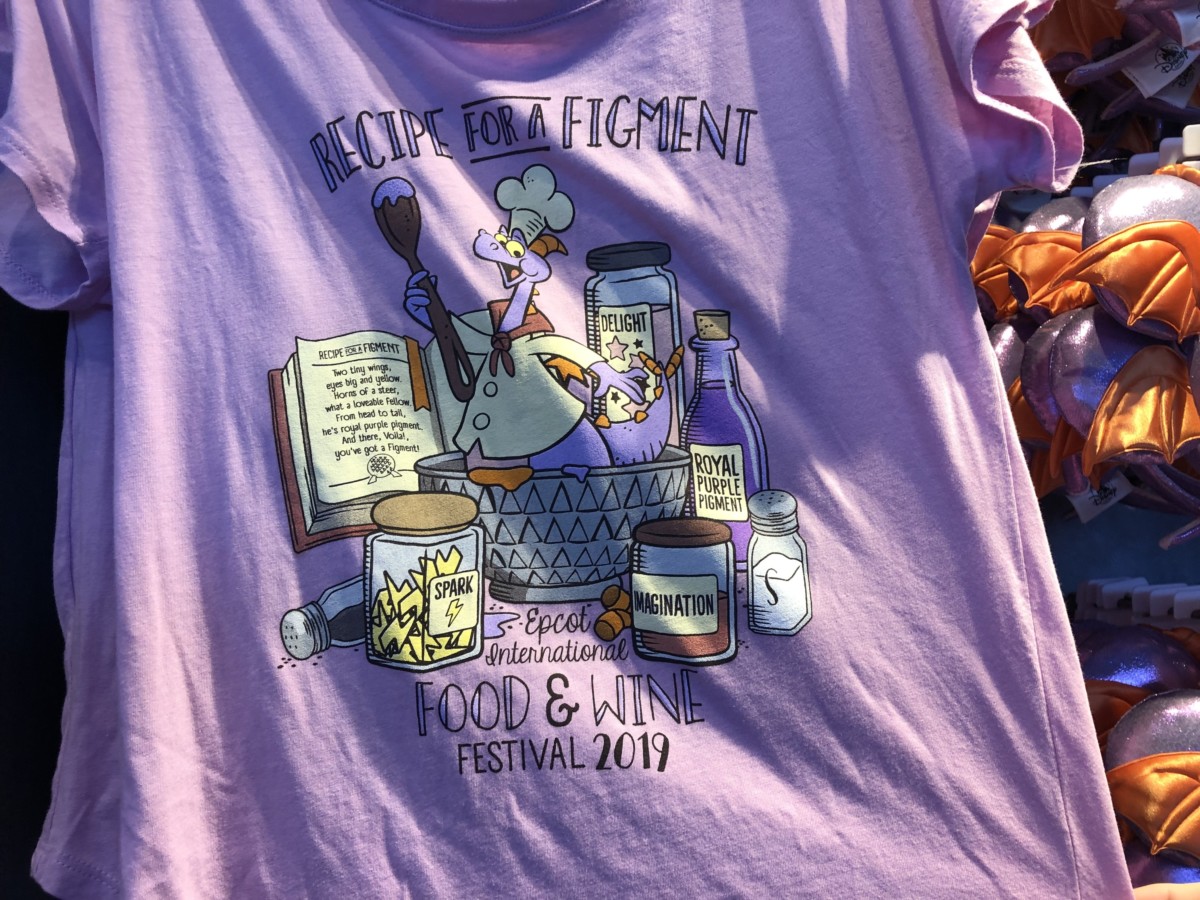 RECIPE FOR A FIGMENT
DELIGHT
RECIPE FOR A FIGMENT
Two tiny wings,
eyes big and yellow.
Horns of a steer,
what a loveable fellow.
From head to tail,
he's royal purple pigment.
And there, Voila!,
you've got a Figment!
ROYAL
PURPLE
PIGMENT
SPARK
IMAGINATION
S
Epcot
International
FOOD & WINE
FESTIVAL 2019
Disney